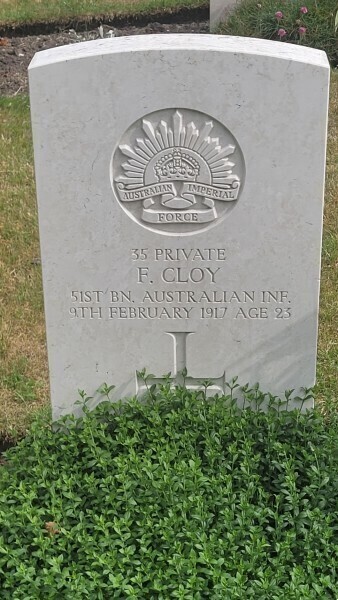 AUSTRALIAN IMPERIAL
FORCE
35 PRIVATE
F. CLOY
51ST BN. AUSTRALIAN INF.
9TH FEBRUARY 1917 AGE 23